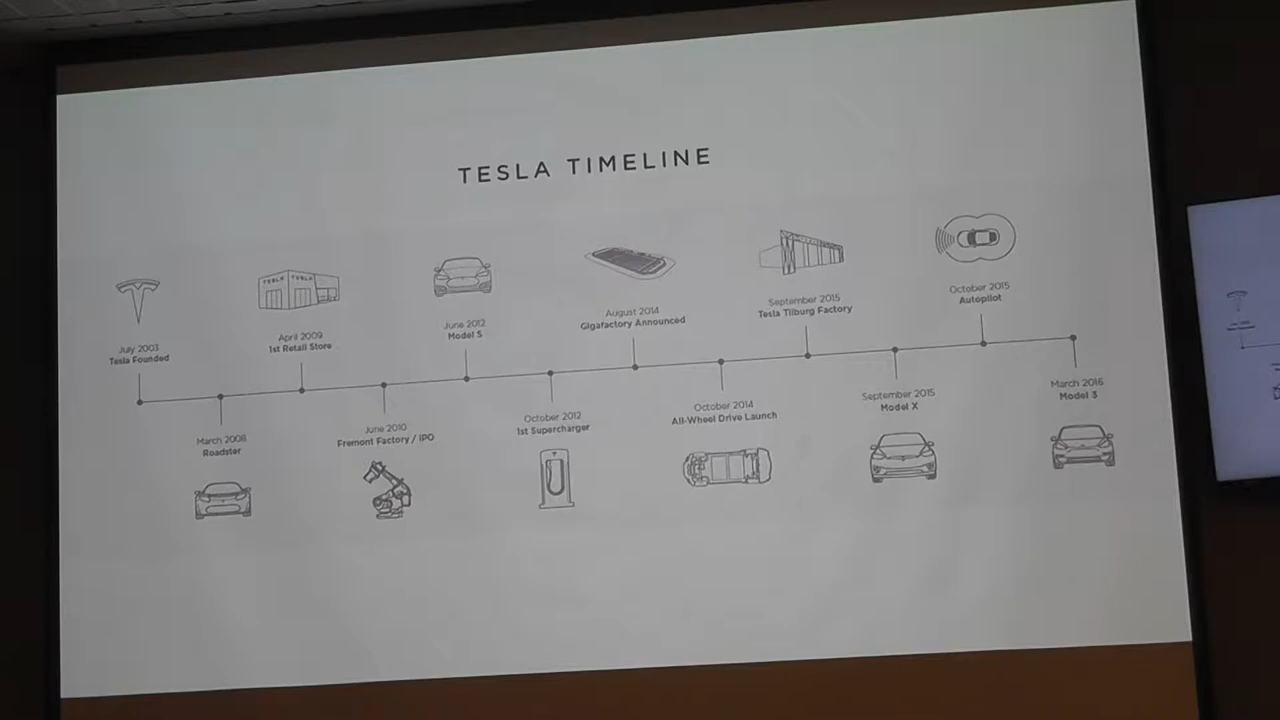 TESLA TIMELINE
July 2003
Tesla Founded
March 2008
Roadster
TESLA TESLA
April 2009
1st Retail Store
June 2010
Fremont Factory / IPO
June 2012
Model S
October 2012
1st Supercharger
August 2014
Gigafactory Announced
October 2014
All-Wheel Drive Launch
September 2015
Tesla Tilburg Factory
September 2015
Model X
October 2015
Autopilot
March 2016
Model 3